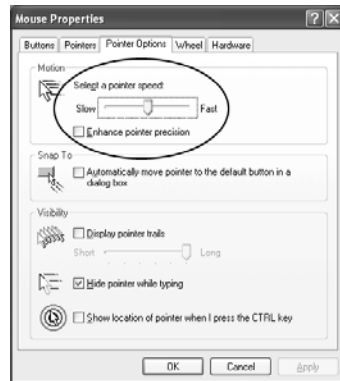 Mouse Properties
Buttons Pointers Pointer Options Wheel Hardware
Motion
Select a pointer speed:
Slow Fast
Enhance pointer precision
Snap To
Automatically move pointer to the default button in a
dialog box
Visibility
Display pointer trails
Short Long
Hide pointer while typing
Show location of pointer when I press the CTRL key
OK Cancel Apply